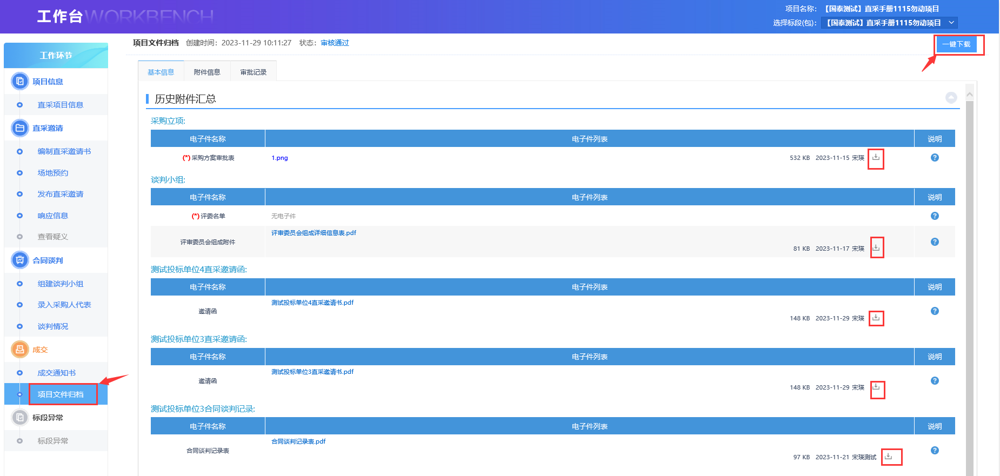 工作台WORKBENCH
项目名称： 【国泰测试】直采手册1115勿动项目
选择标段(包)： 【国泰测试】直采手册1115勿动项目
工作环节
项目信息
直采项目信息
直采邀请
编制直采邀请书
场地预约
发布直采邀请
响应信息
查看疑义
合同谈判
组建谈判小组
录入采购人代表
谈判情况
成交
成交通知书
项目文件归档
标段异常
标段异常
项目文件归档 创建时间： 2023-11-29 10:11:27 状态： 审核通过
一键下载
基本信息 附件信息 审批记录
历史附件汇总
采购立项:
电子件名称 电子件列表 说明
(*) 采购方案审批表 1.png 532 KB 2023-11-15 宋瑛 ?
谈判小组:
电子件名称 电子件列表 说明
(*) 评委名单 无电子件 ?
评审委员会组成附件 评审委员会组成详细信息表.pdf
81 KB 2023-11-17 宋瑛 ?
测试投标单位4直采邀请函:
电子件名称 电子件列表 说明
邀请函 测试投标单位4直采邀请书.pdf
148 KB 2023-11-29 宋瑛 ?
测试投标单位3直采邀请函:
电子件名称 电子件列表 说明
邀请函 测试投标单位3直采邀请书.pdf
148 KB 2023-11-29 宋瑛 ?
测试投标单位3合同谈判记录:
电子件名称 电子件列表 说明
合同谈判记录表 合同谈判记录表.pdf
97 KB 2023-11-21 宋瑛测试 ?